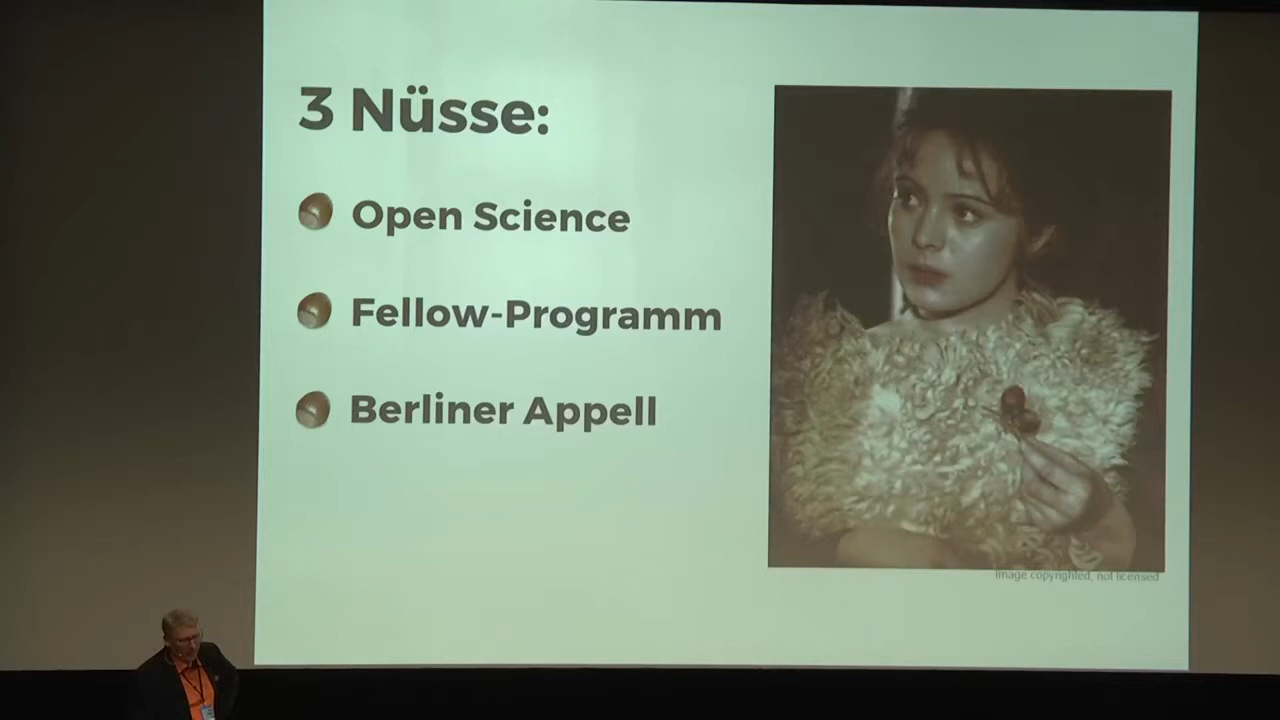 3 Nüsse:
Open Science
Fellow-Programm
Berliner Appell
Image copyrighted, not licensed